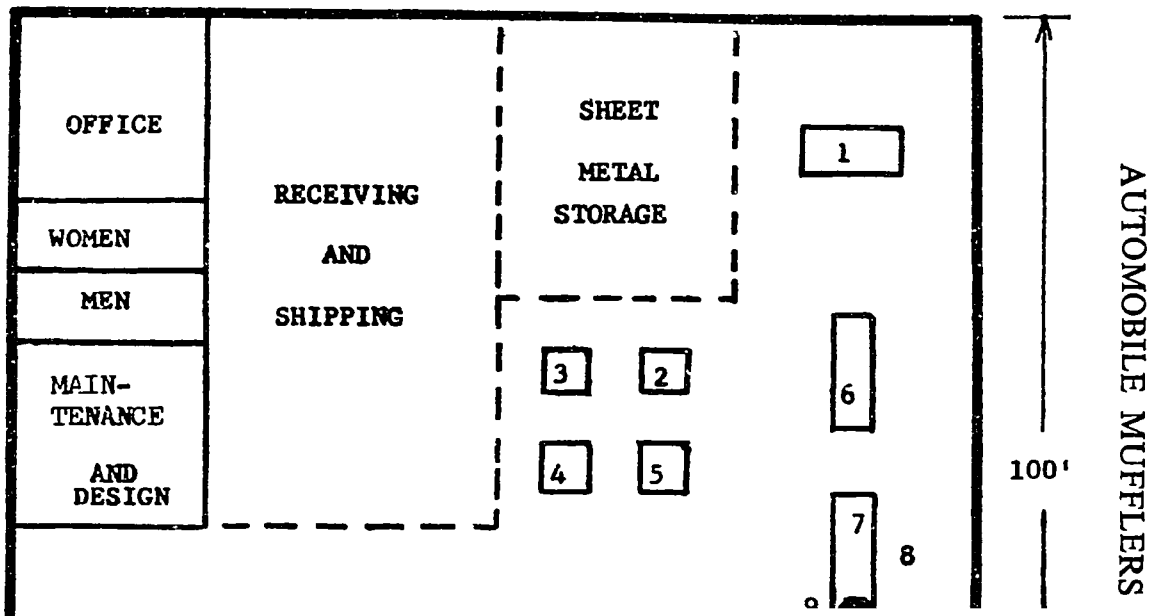 OFFICE
WOMEN
MEN
MAIN-
TENANCE
AND
DESIGN
RECEIVING
AND
SHIPPING
SHEET
METAL
STORAGE
1
3
2
4
5
6
7
8
9
100'
AUTOMOBILE MUFFLERS